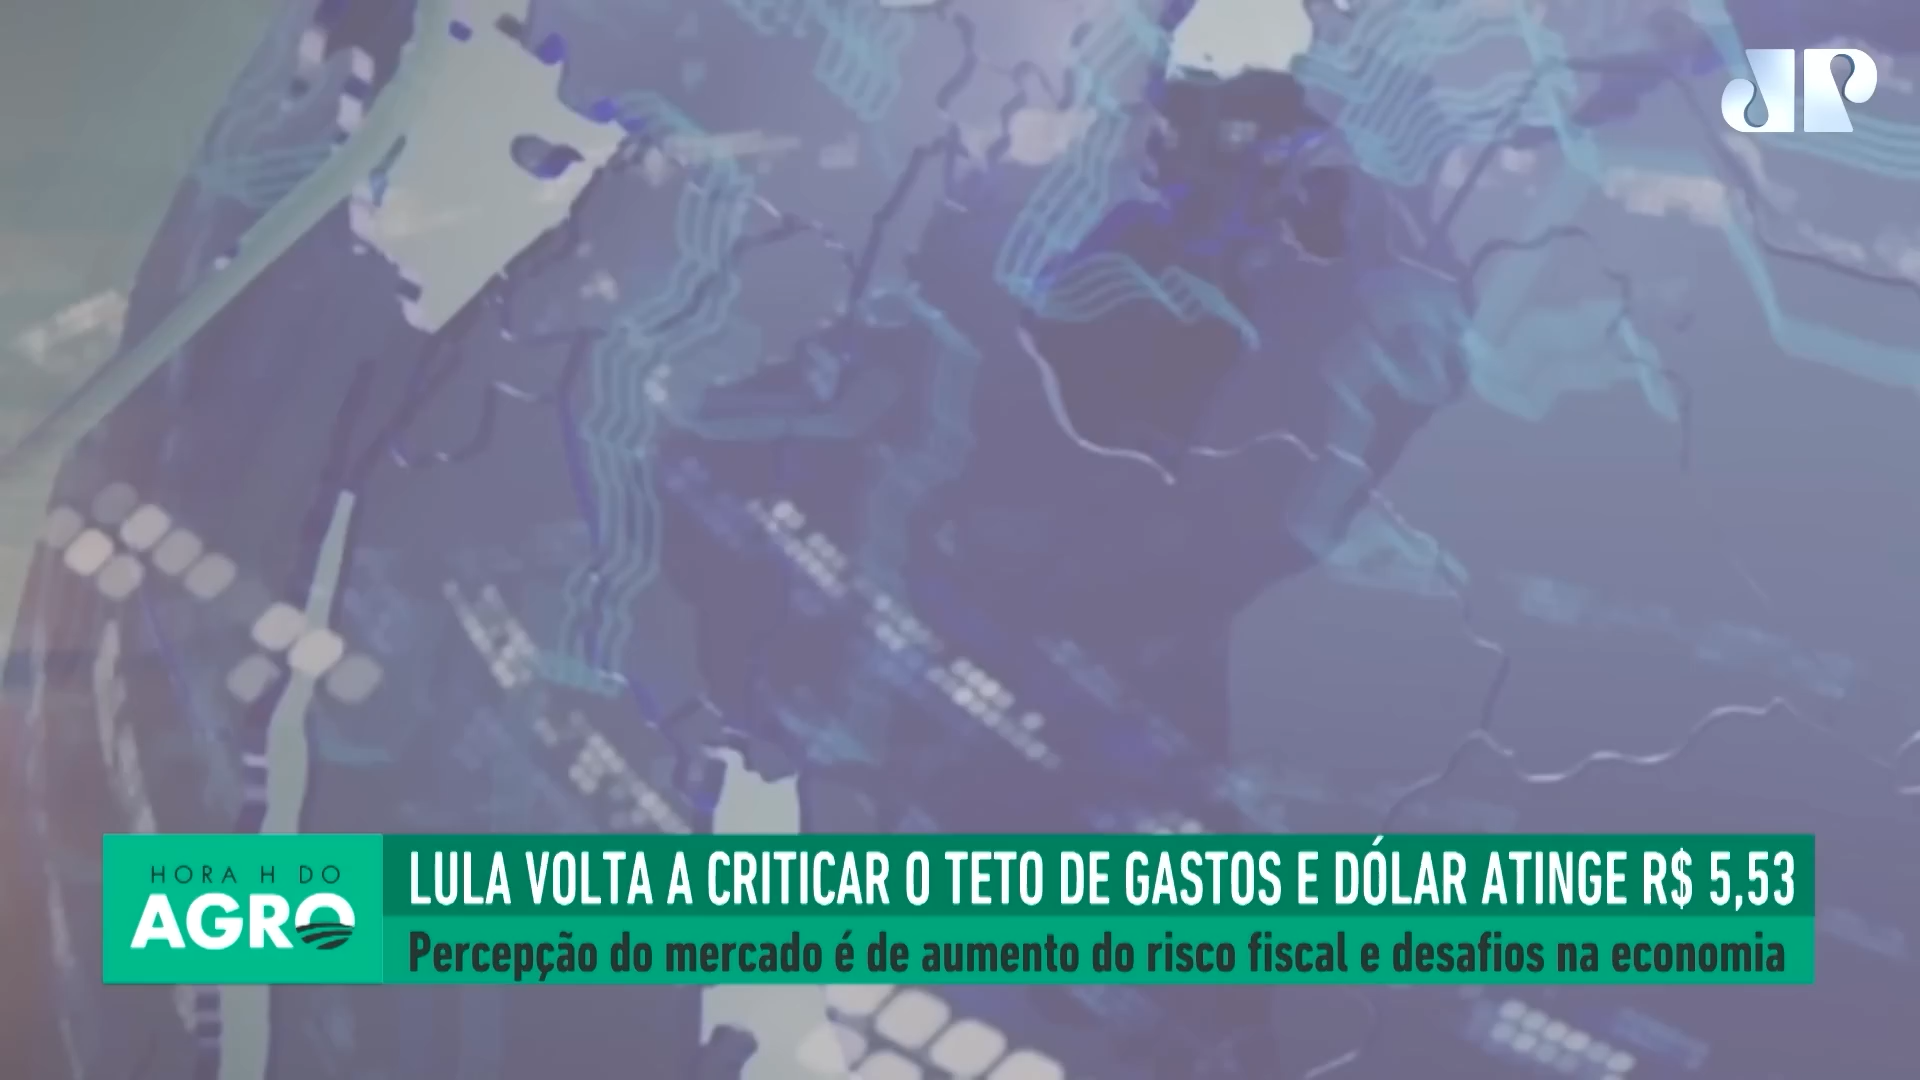 JP
HORA H DO
AGRO
LULA VOLTA A CRITICAR O TETO DE GASTOS E DÓLAR ATINGE R$ 5,53
Percepção do mercado é de aumento do risco fiscal e desafios na economia